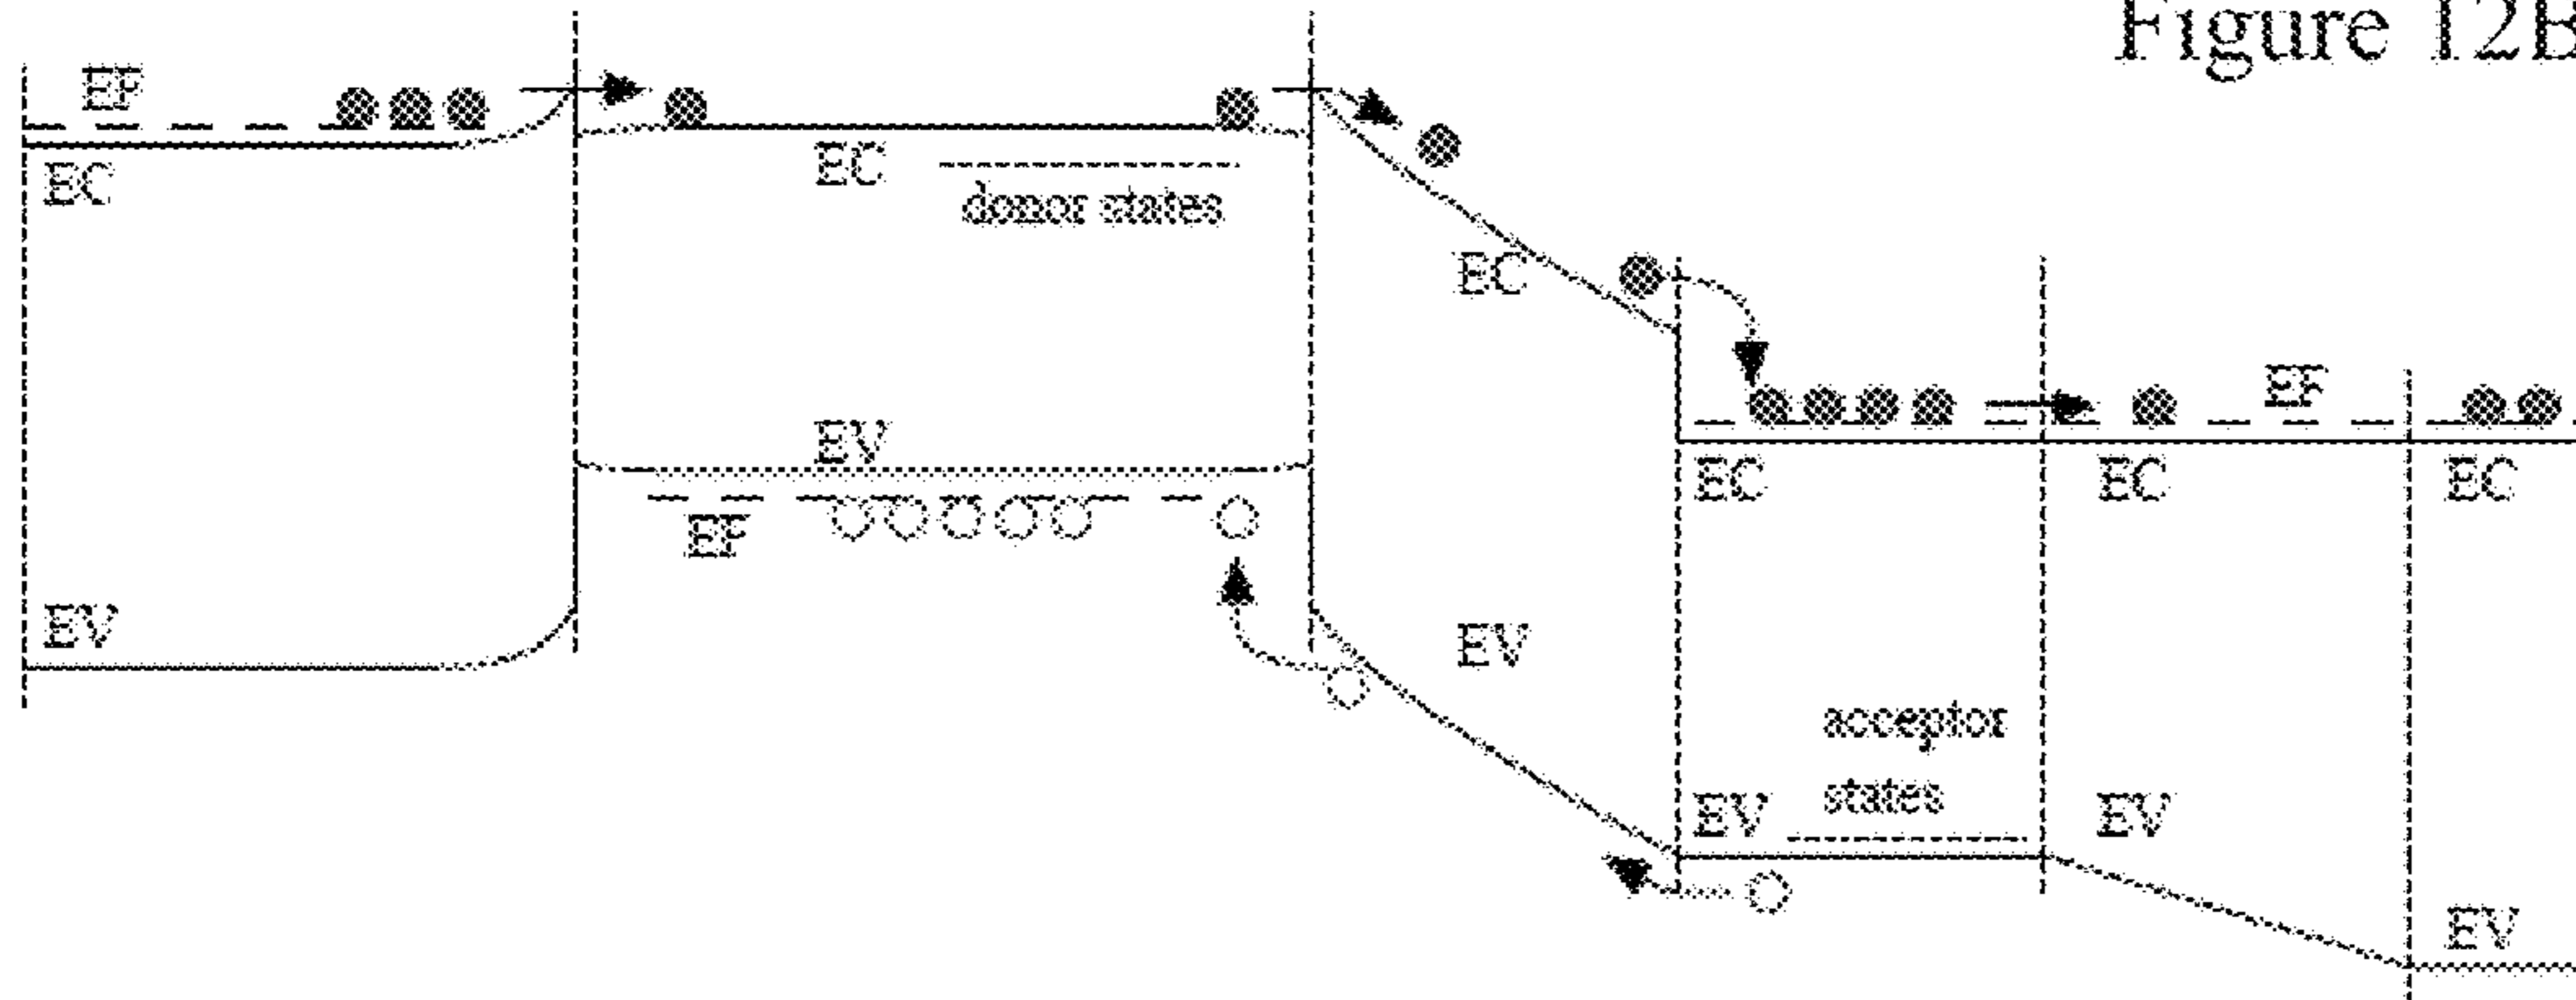 Figure 12B
EF
EC
EC
donor states
EC
EV
EF
EV
EV
EF
EC
EC
EC
acceptor
states
EV
EV
EV